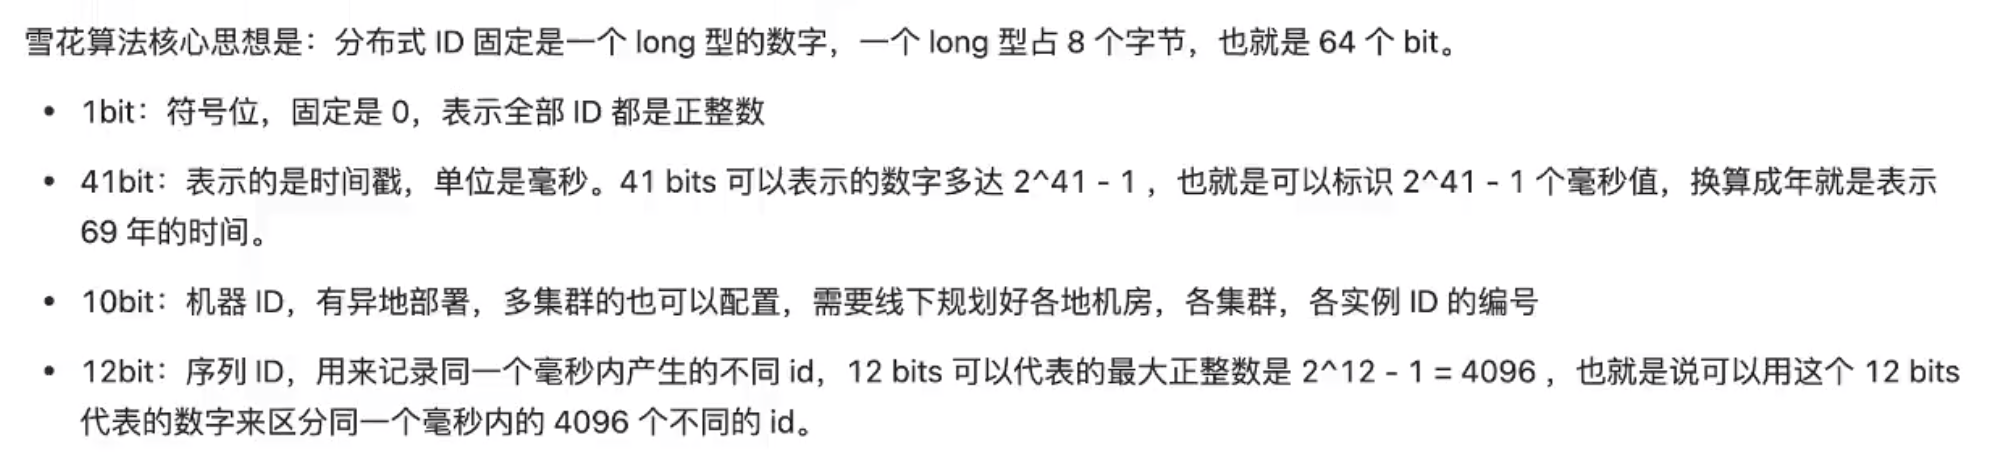 雪花算法核心思想是：分布式 ID 固定是一个 long 型的数字，一个 long 型占 8 个字节，也就是 64 个 bit。
• 1bit：符号位，固定是 0，表示全部 ID 都是正整数
• 41bit：表示的是时间戳，单位是毫秒。41 bits 可以表示的数字多达 2^41 - 1 ，也就是可以标识 2^41 - 1 个毫秒值，换算成年就是表示
69 年的时间。
• 10bit：机器 ID，有异地部署，多集群的也可以配置，需要线下规划好各地机房，各集群，各实例 ID 的编号
• 12bit：序列 ID，用来记录同一个毫秒内产生的不同 id，12 bits 可以代表的最大正整数是 2^12 - 1 = 4096 ，也就是说可以用这个 12 bits
代表的数字来区分同一个毫秒内的 4096 个不同的 id。